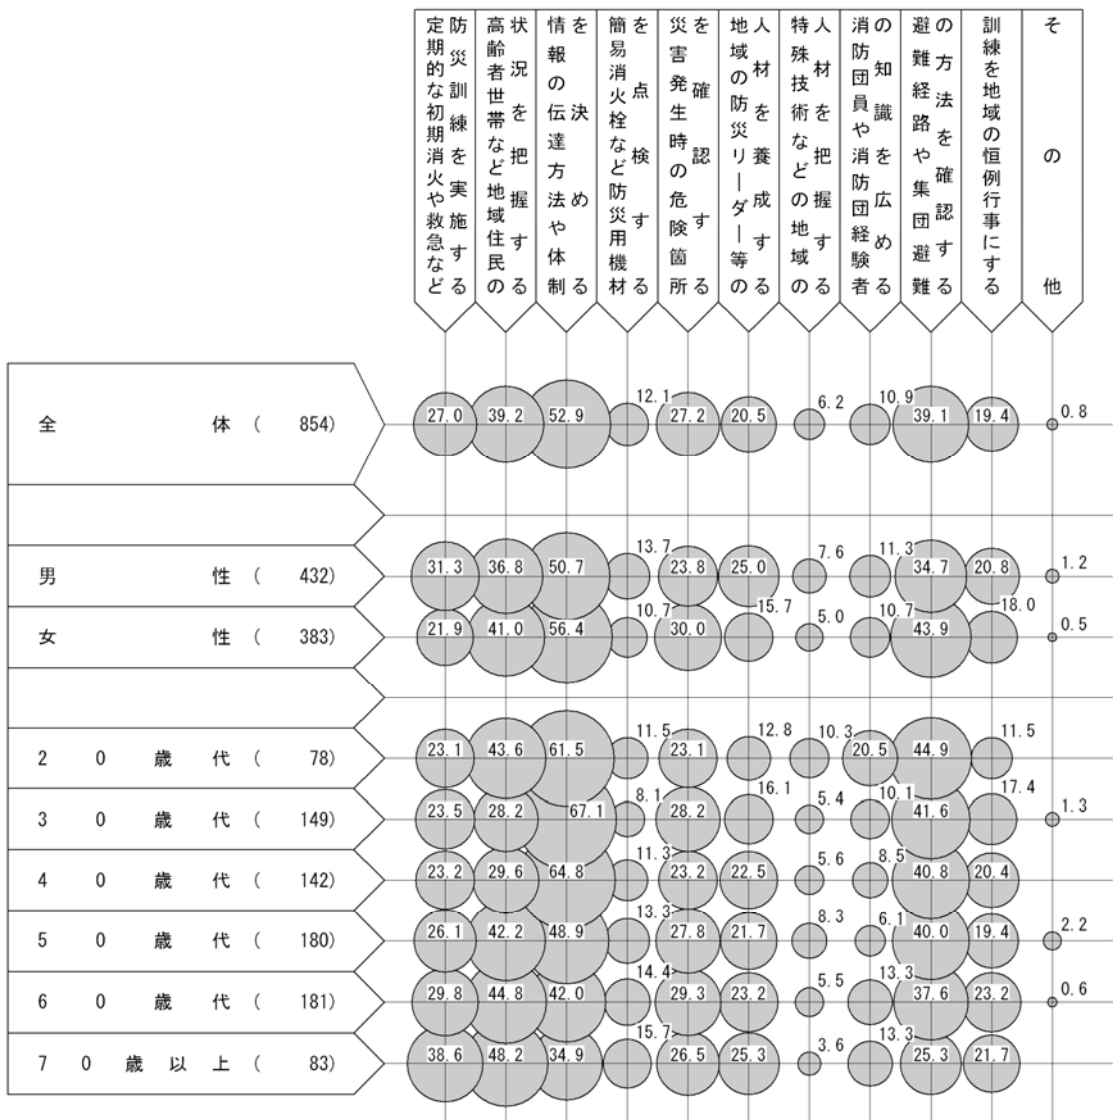 定期的な初期消火や救急など
防災訓練を実施する
高齢者世帯など地域住民の
状況を把握する
情報の伝達方法や体制
を決める
簡易消火栓など防災用機材
を点検する
災害発生時の危険箇所
を確認する
地域の防災リーダー等の
人材を養成する
特殊技術などの地域の
人材を把握する
消防団員や消防団経験者
の知識を広める
避難経路や集団避難
の方法を確認する
訓練を地域の恒例行事にする
その他
全体( 854) 27.0 39.2 52.9 12.1 27.2 20.5 6.2 10.9 39.1 19.4 0.8
男性( 432) 31.3 36.8 50.7 13.7 23.8 25.0 7.6 11.3 34.7 20.8 1.2
女性( 383) 21.9 41.0 56.4 10.7 30.0 15.7 5.0 10.7 43.9 18.0 0.5
20歳代( 78) 23.1 43.6 61.5 11.5 23.1 12.8 10.3 20.5 44.9 11.5
30歳代( 149) 23.5 28.2 67.1 8.1 28.2 16.1 5.4 10.1 41.6 17.4 1.3
40歳代( 142) 23.2 29.6 64.8 11.3 23.2 22.5 5.6 8.5 40.8 20.4
50歳代( 180) 26.1 42.2 48.9 13.3 27.8 21.7 8.3 6.1 40.0 19.4 2.2
60歳代( 181) 29.8 44.8 42.0 14.4 29.3 23.2 5.5 13.3 37.6 23.2 0.6
70歳以上( 83) 38.6 48.2 34.9 15.7 26.5 25.3 3.6 13.3 25.3 21.7